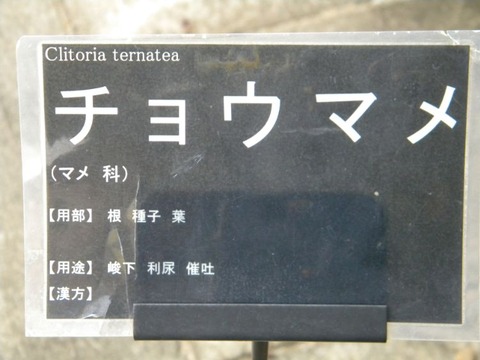 Clitoria ternatea
チョウマメ
(マメ 科)
【用部】 根 種子 葉
【用途】 峻下 利尿 催吐
【漢方】